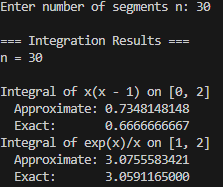 Enter number of segments n: 30
=== Integration Results ===
n = 30
Integral of x(x - 1) on [0, 2]
Approximate: 0.7348148148
Exact: 0.6666666667
Integral of exp(x)/x on [1, 2]
Approximate: 3.0755583421
Exact: 3.0591165000